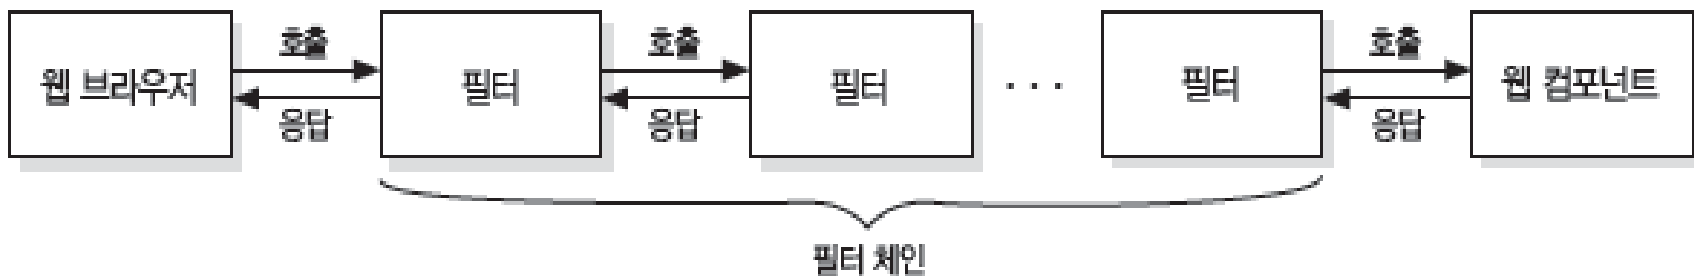 호출 호출 호출
웹 브라우저 필터 필터 · · · 필터 웹 컴포넌트
응답 응답 응답
필터 체인